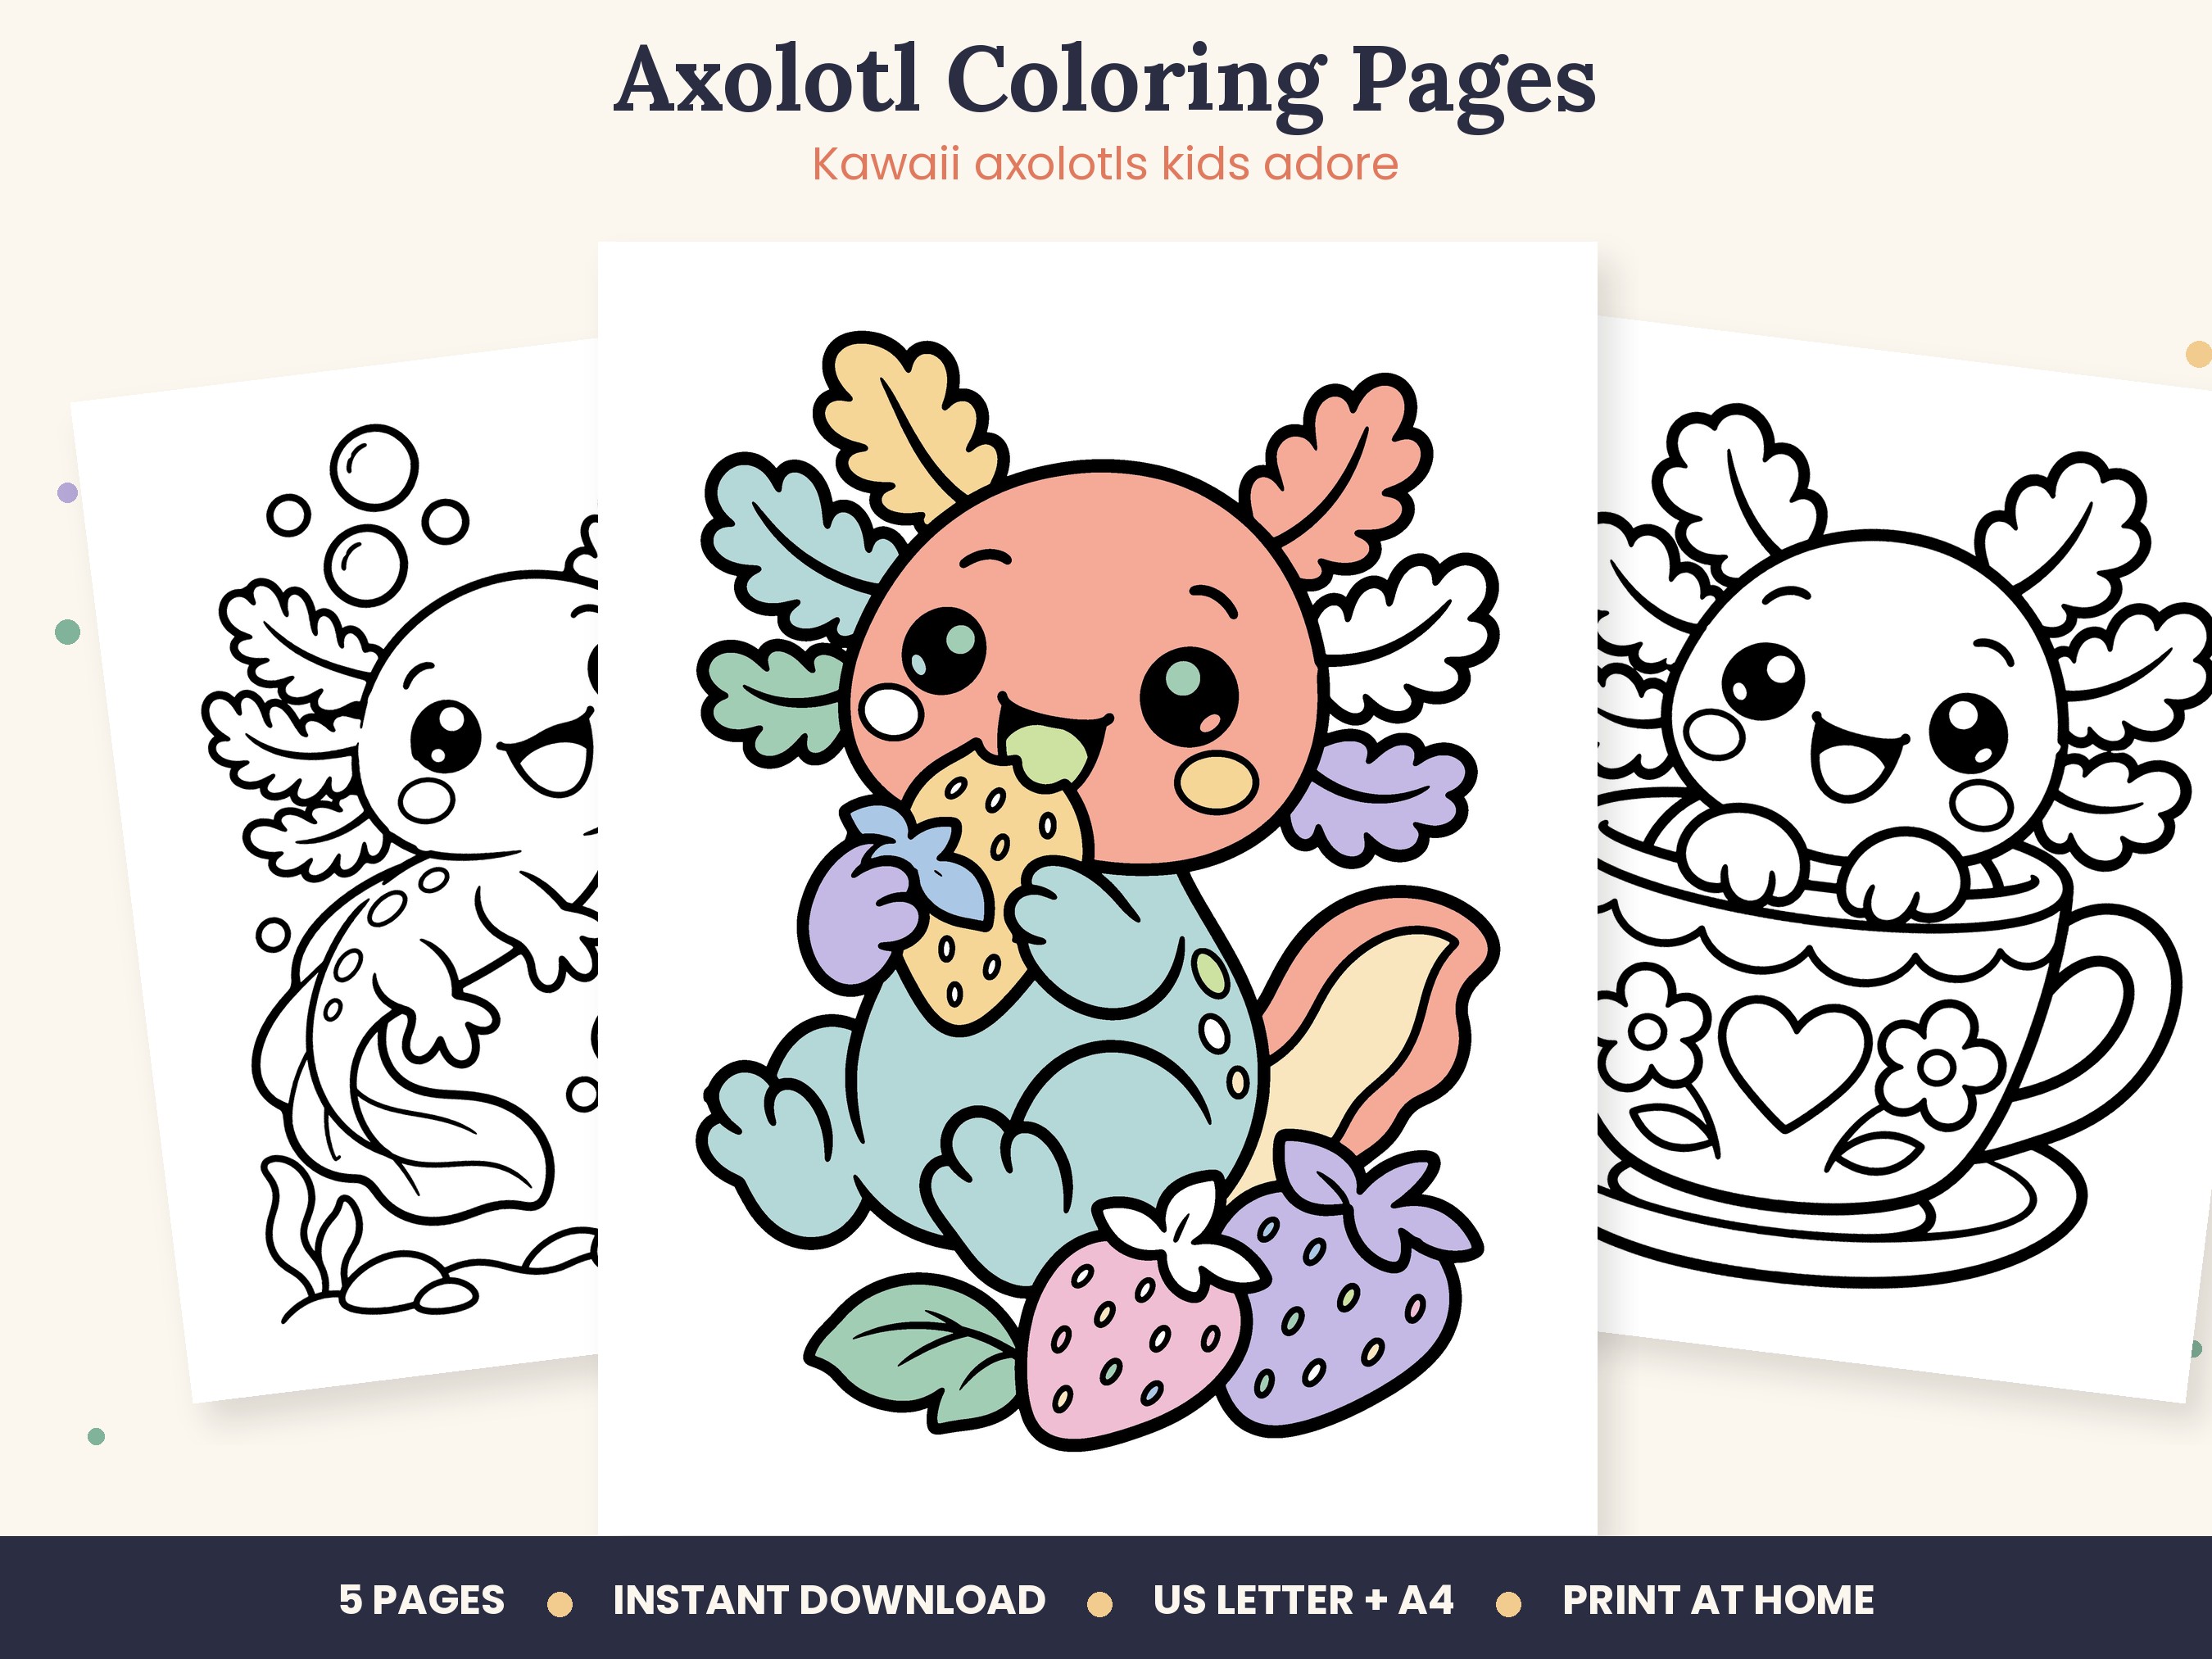 Axolotl Coloring Pages
Kawaii axolotls kids adore
5 PAGES ● INSTANT DOWNLOAD ● US LETTER + A4 ● PRINT AT HOME